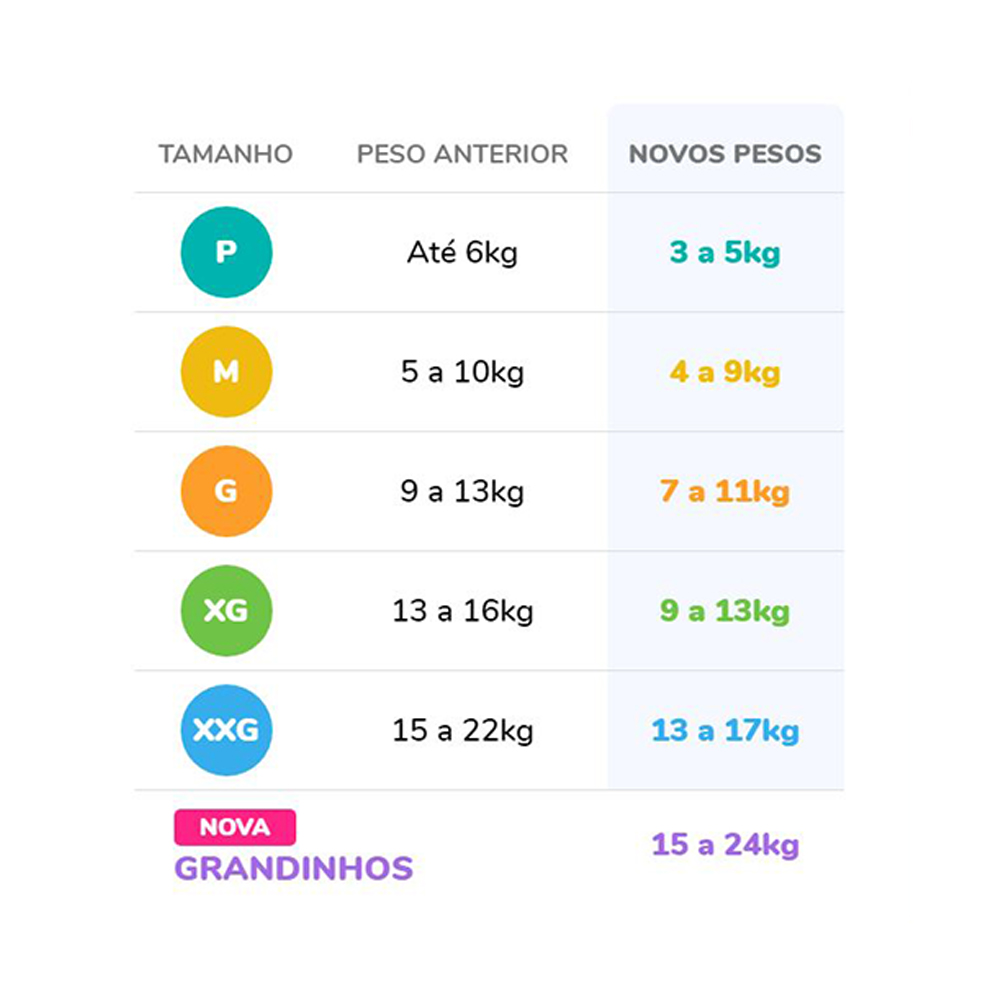 TAMANHO PESO ANTERIOR NOVOS PESOS
P Até 6kg 3 a 5kg
M 5 a 10kg 4 a 9kg
G 9 a 13kg 7 a 11kg
XG 13 a 16kg 9 a 13kg
XXG 15 a 22kg 13 a 17kg
NOVA
GRANDINHOS 15 a 24kg